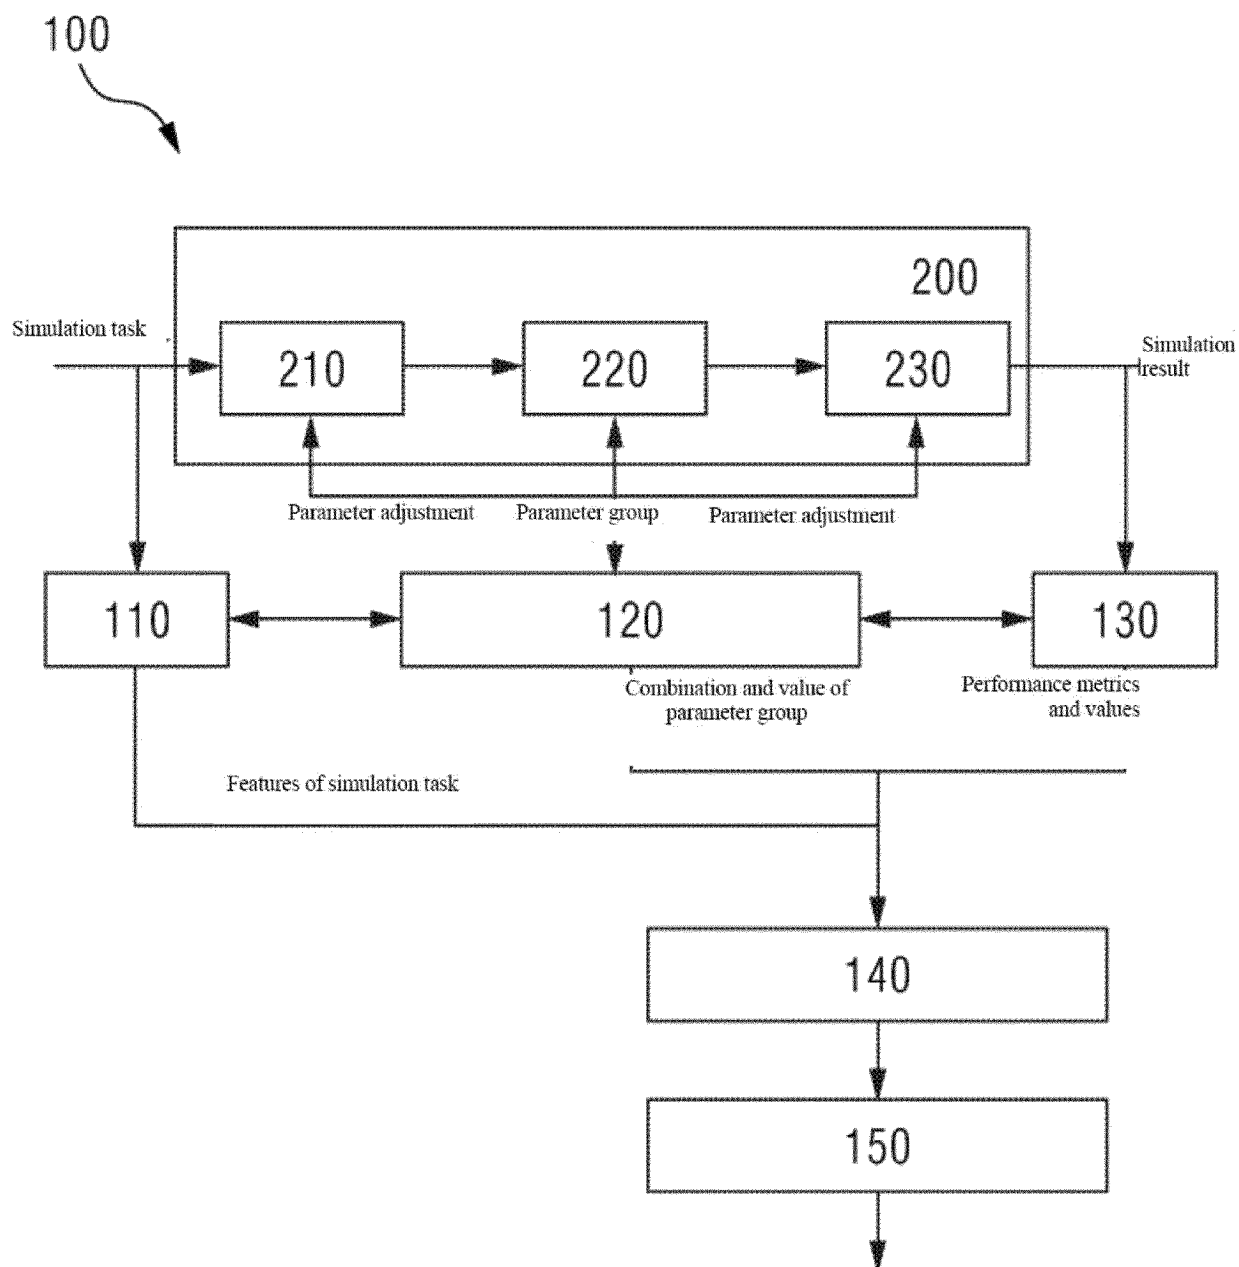 100
200
Simulation task
Simulation
result
210
220
230
Parameter adjustment
Parameter group
Parameter adjustment
110
120
130
Combination and value of
parameter group
Performance metrics
and values
Features of simulation task
140
150